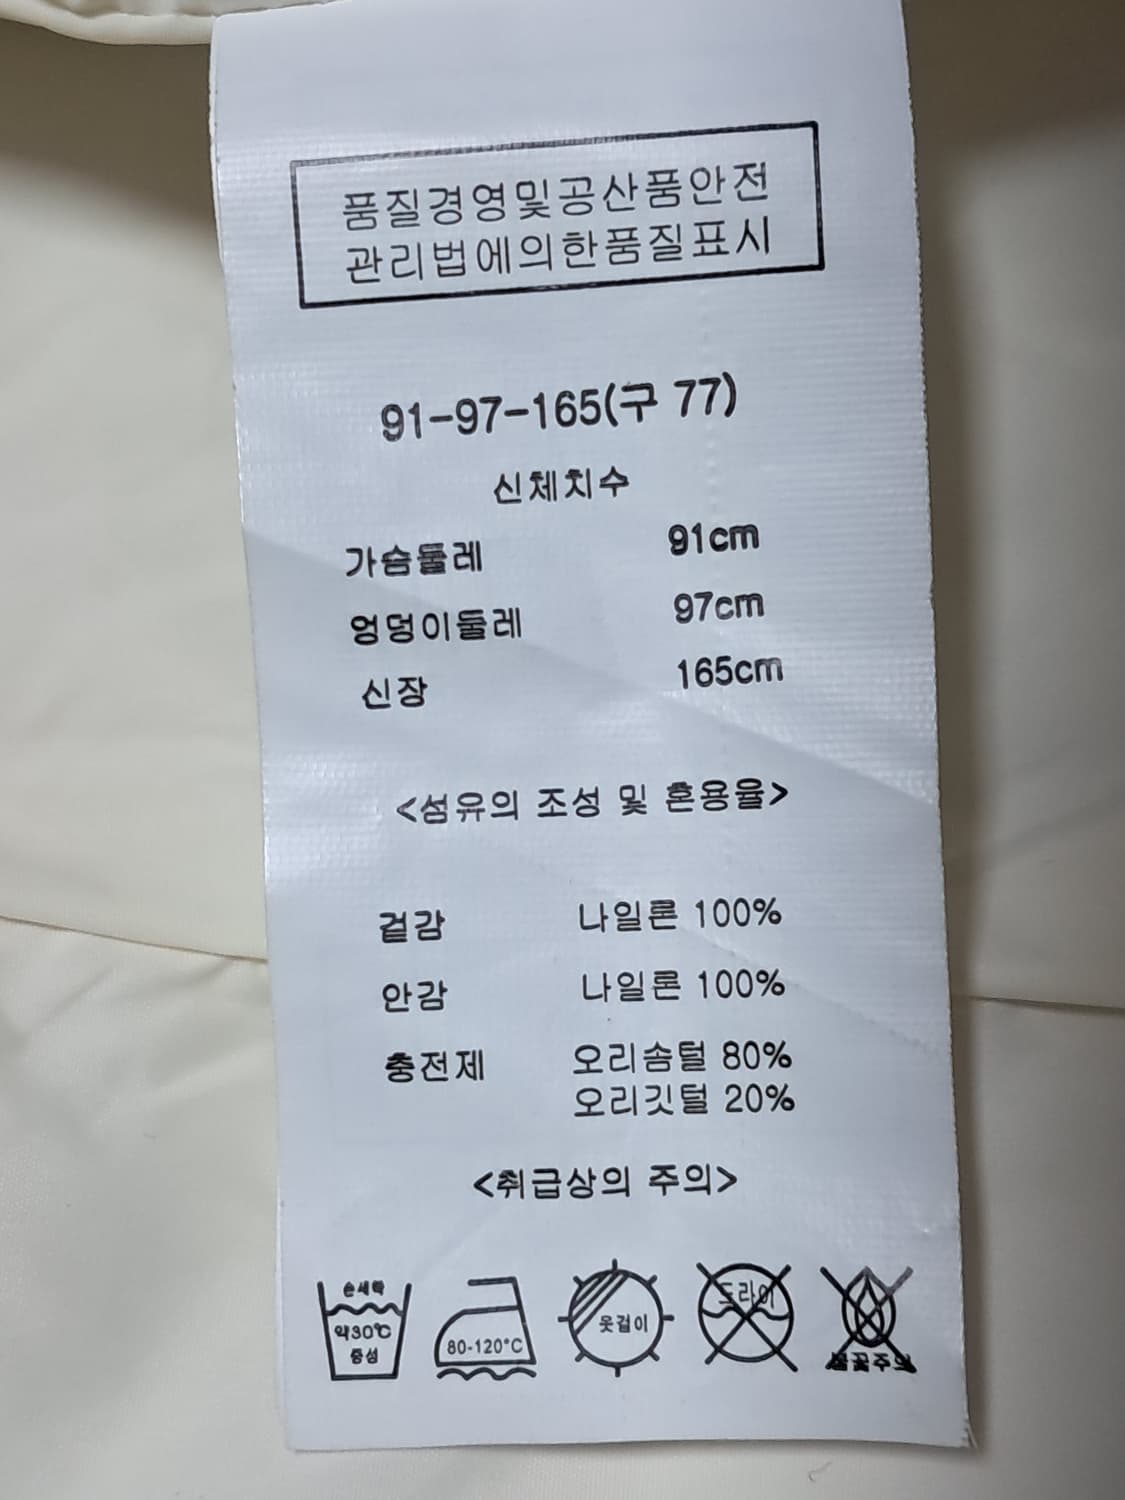 품질경영및공산품안전
관리법에의한품질표시
91-97-165(구 77)
신체치수
가슴둘레 91cm
엉덩이둘레 97cm
신장 165cm
<섬유의 조성 및 혼용율>
겉감 나일론 100%
안감 나일론 100%
충전제 오리솜털 80%
오리깃털 20%
<취급상의 주의>
손세탁
약30℃
중성
80-120°C
옷걸이
드라이
불꽃주의